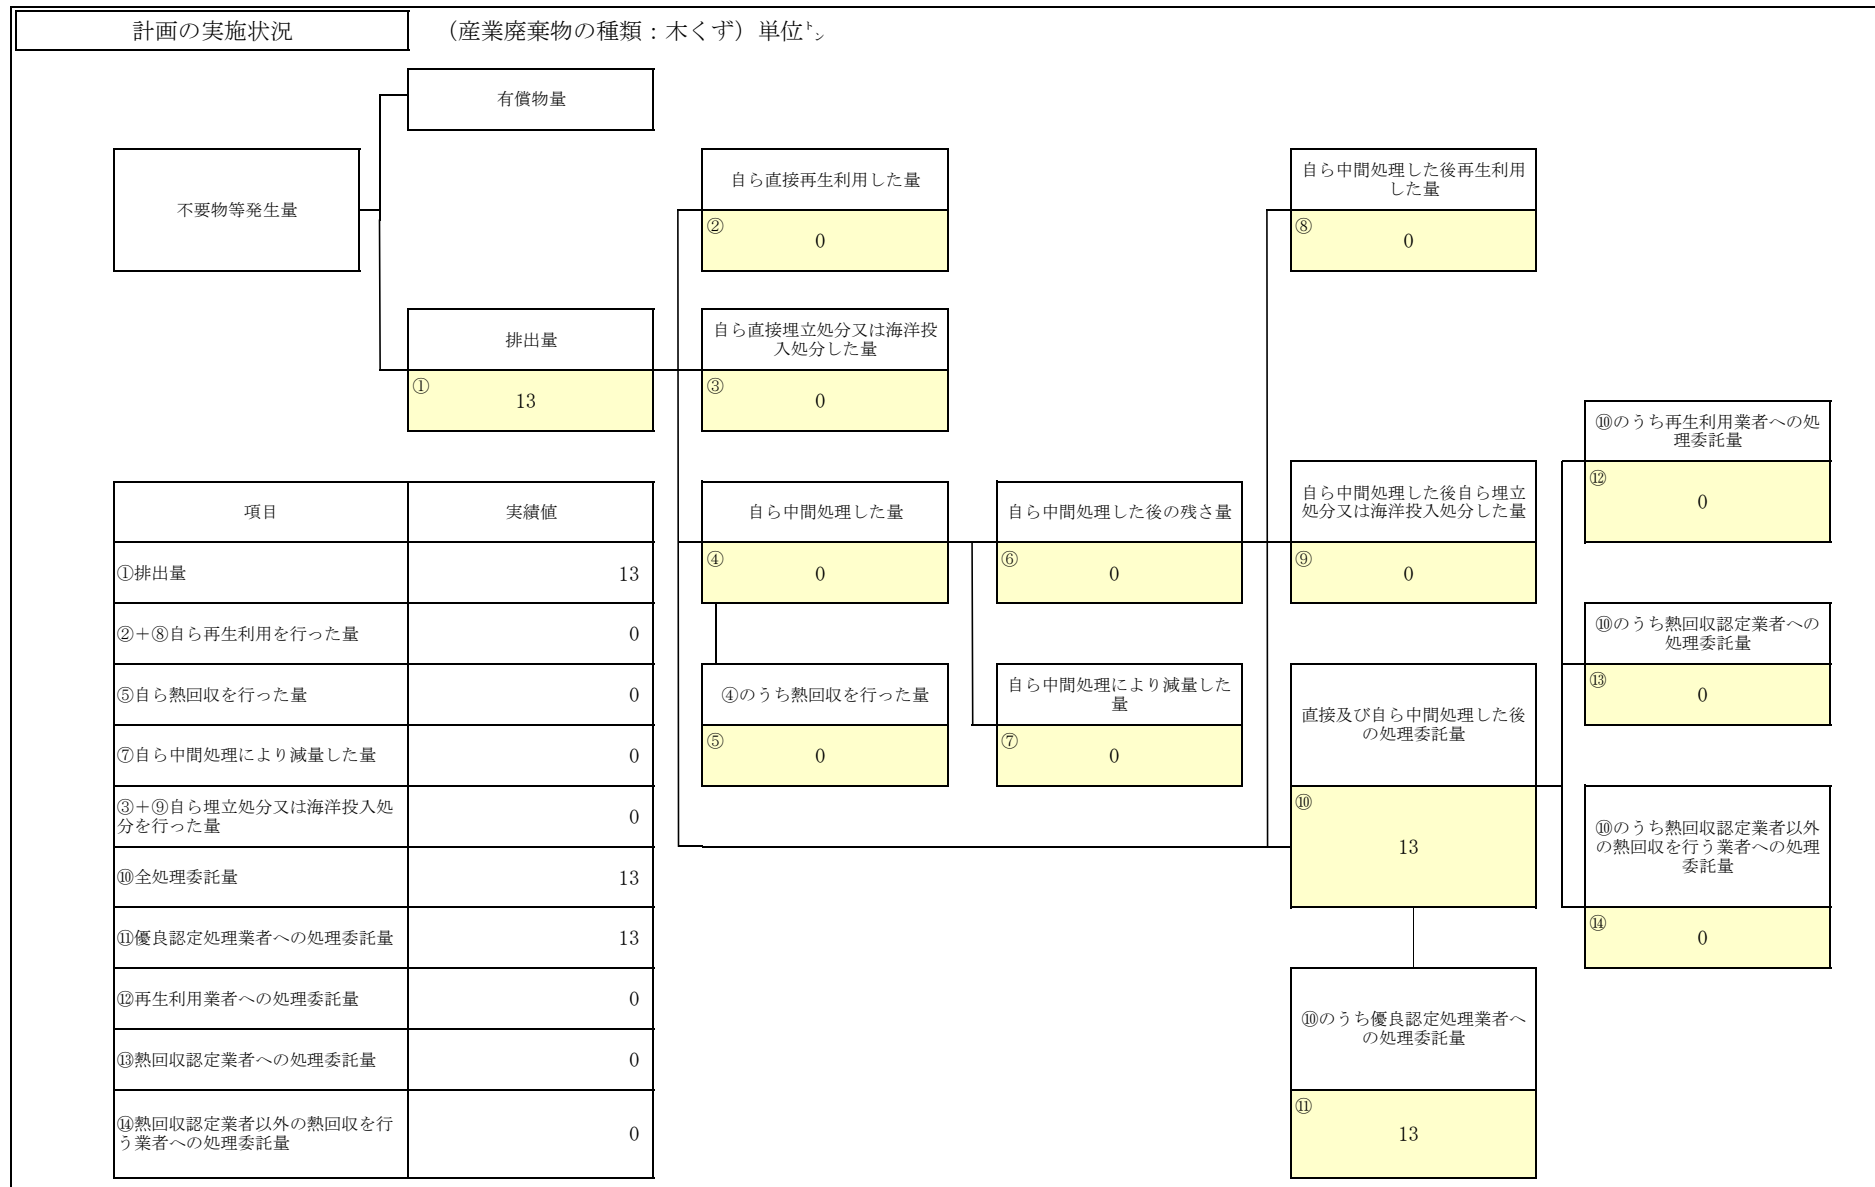 計画の実施状況
（産業廃棄物の種類：木くず）単位㌧
有償物量
不要物等発生量
自ら直接再生利用した量
②
0
自ら中間処理した後再生利用
した量
⑧
0
排出量
①
13
自ら直接埋立処分又は海洋投
入処分した量
③
0
⑩のうち再生利用業者への処
理委託量
⑫
0
項目
実績値
①排出量
13
②＋⑧自ら再生利用を行った量
0
⑤自ら熱回収を行った量
0
⑦自ら中間処理により減量した量
0
③＋⑨自ら埋立処分又は海洋投入処
分を行った量
0
⑩全処理委託量
13
⑪優良認定処理業者への処理委託量
13
⑫再生利用業者への処理委託量
0
⑬熱回収認定業者への処理委託量
0
⑭熱回収認定業者以外の熱回収を行
う業者への処理委託量
0
自ら中間処理した量
④
0
自ら中間処理した後の残さ量
⑥
0
自ら中間処理した後自ら埋立
処分又は海洋投入処分した量
⑨
0
④のうち熱回収を行った量
⑤
0
自ら中間処理により減量した
量
⑦
0
直接及び自ら中間処理した後
の処理委託量
⑩
13
⑩のうち熱回収認定業者への
処理委託量
⑬
0
⑩のうち熱回収認定業者以外
の熱回収を行う業者への処理
委託量
⑭
0
⑩のうち優良認定処理業者へ
の処理委託量
⑪
13